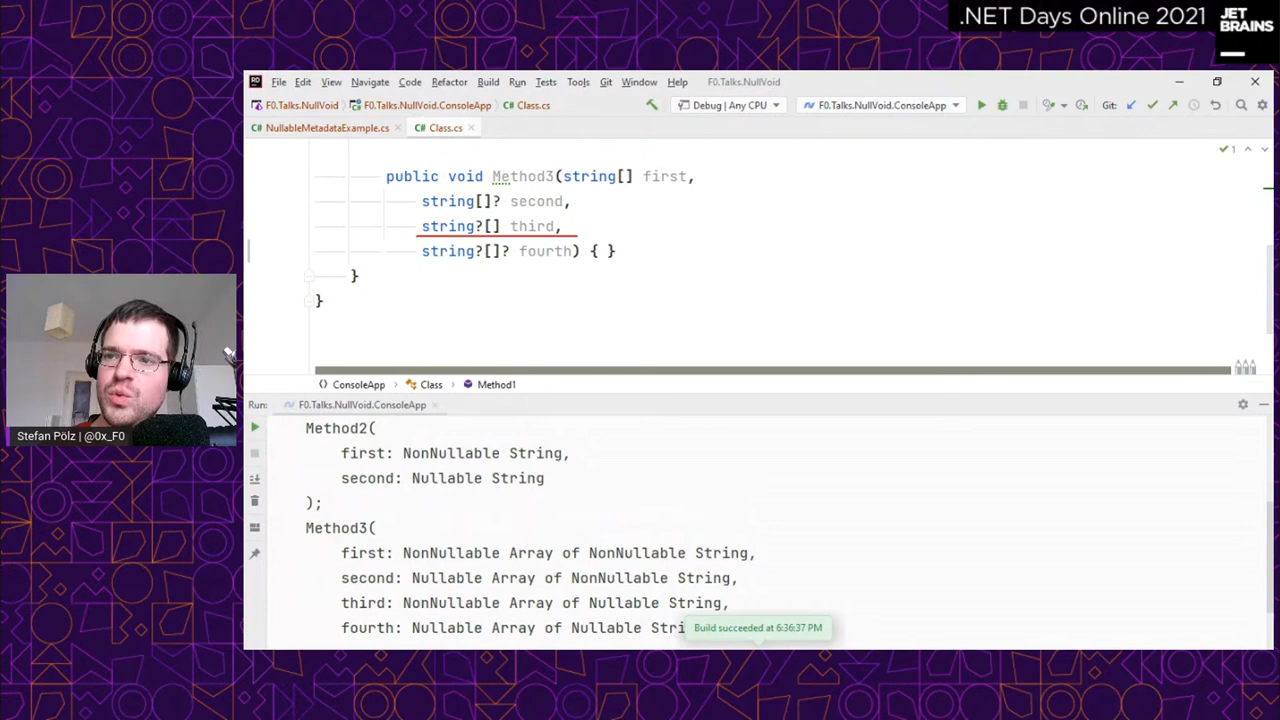 .NET Days Online 2021
JET
BRAINS
RD
File Edit View Navigate Code Refactor Build Run Tests Tools Git Window Help F0.Talks.NullVoid
F0.Talks.NullVoid F0.Talks.NullVoid.ConsoleApp C# Class.cs Debug | Any CPU F0.Talks.NullVoid.ConsoleApp Git:
C# NullableMetadataExample.cs C# Class.cs
1
public void Method3(string[] first,
string[]? second,
string?[] third,
string?[]? fourth) { }
}
}
ConsoleApp Class Method1
Run: F0.Talks.NullVoid.ConsoleApp
Method2(
first: NonNullable String,
second: Nullable String
);
Method3(
first: NonNullable Array of NonNullable String,
second: Nullable Array of NonNullable String,
third: NonNullable Array of Nullable String,
fourth: Nullable Array of Nullable Stri
Build succeeded at 6:36:37 PM
Stefan Pölz | @0x_F0